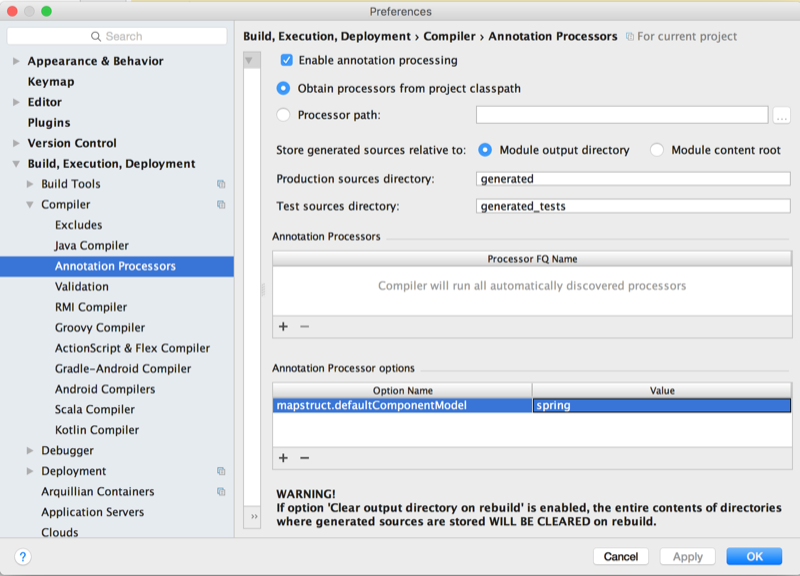 Preferences
Search
Appearance & Behavior
Keymap
Editor
Plugins
Version Control
Build, Execution, Deployment
Build Tools
Compiler
Excludes
Java Compiler
Annotation Processors
Validation
RMI Compiler
Groovy Compiler
ActionScript & Flex Compiler
Gradle-Android Compiler
Android Compilers
Scala Compiler
Kotlin Compiler
Debugger
Deployment
Arquillian Containers
Application Servers
Clouds
Build, Execution, Deployment › Compiler › Annotation Processors For current project
Enable annotation processing
Obtain processors from project classpath
Processor path: ...
Store generated sources relative to: Module output directory Module content root
Production sources directory: generated
Test sources directory: generated_tests
Annotation Processors
Processor FQ Name
Compiler will run all automatically discovered processors
+ −
Annotation Processor options
Option Name Value
mapstruct.defaultComponentModel spring
+ −
WARNING!
If option 'Clear output directory on rebuild' is enabled, the entire contents of directories
where generated sources are stored WILL BE CLEARED on rebuild.
»
? Cancel Apply OK